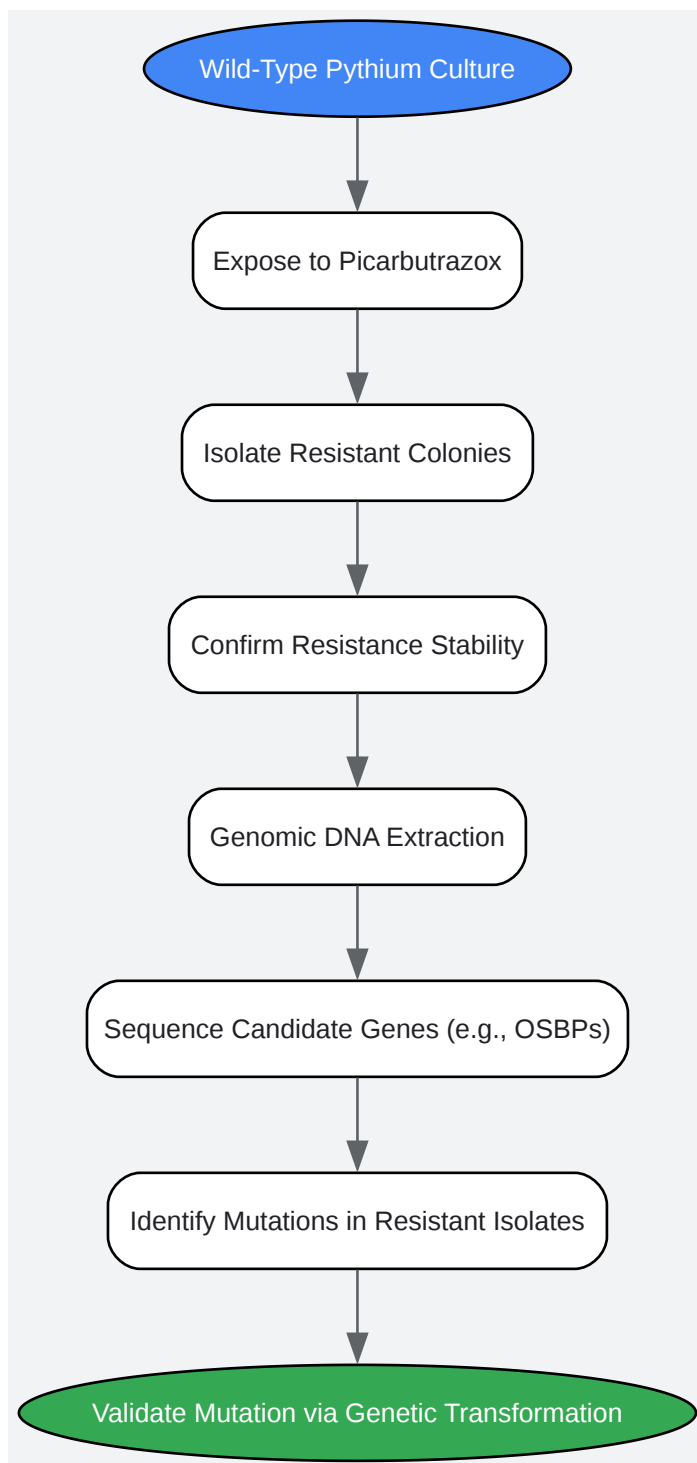 Wild-Type Pythium Culture
Expose to Picarbutrazox
Isolate Resistant Colonies
Confirm Resistance Stability
Genomic DNA Extraction
Sequence Candidate Genes (e.g., OSBPs)
Identify Mutations in Resistant Isolates
Validate Mutation via Genetic Transformation